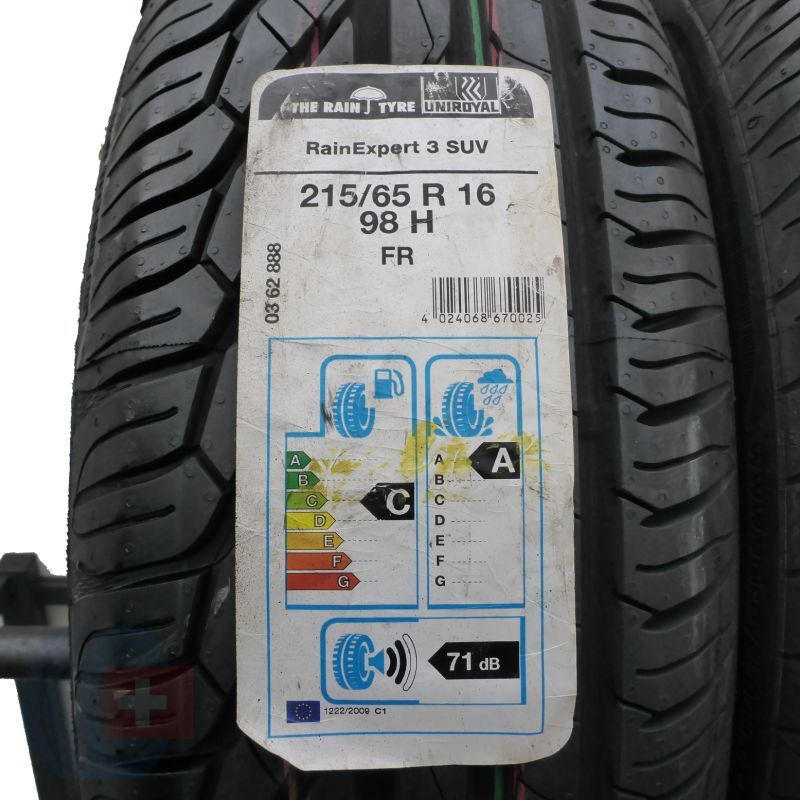 THE RAIN TYRE UNIROYAL
RainExpert 3 SUV
215/65 R 16
98 H
FR
03 62 888
4 024068 670025
A
B
C
D
E
F
G
C
A
B
C
D
E
F
G
A
71 dB
1222/2009 C1